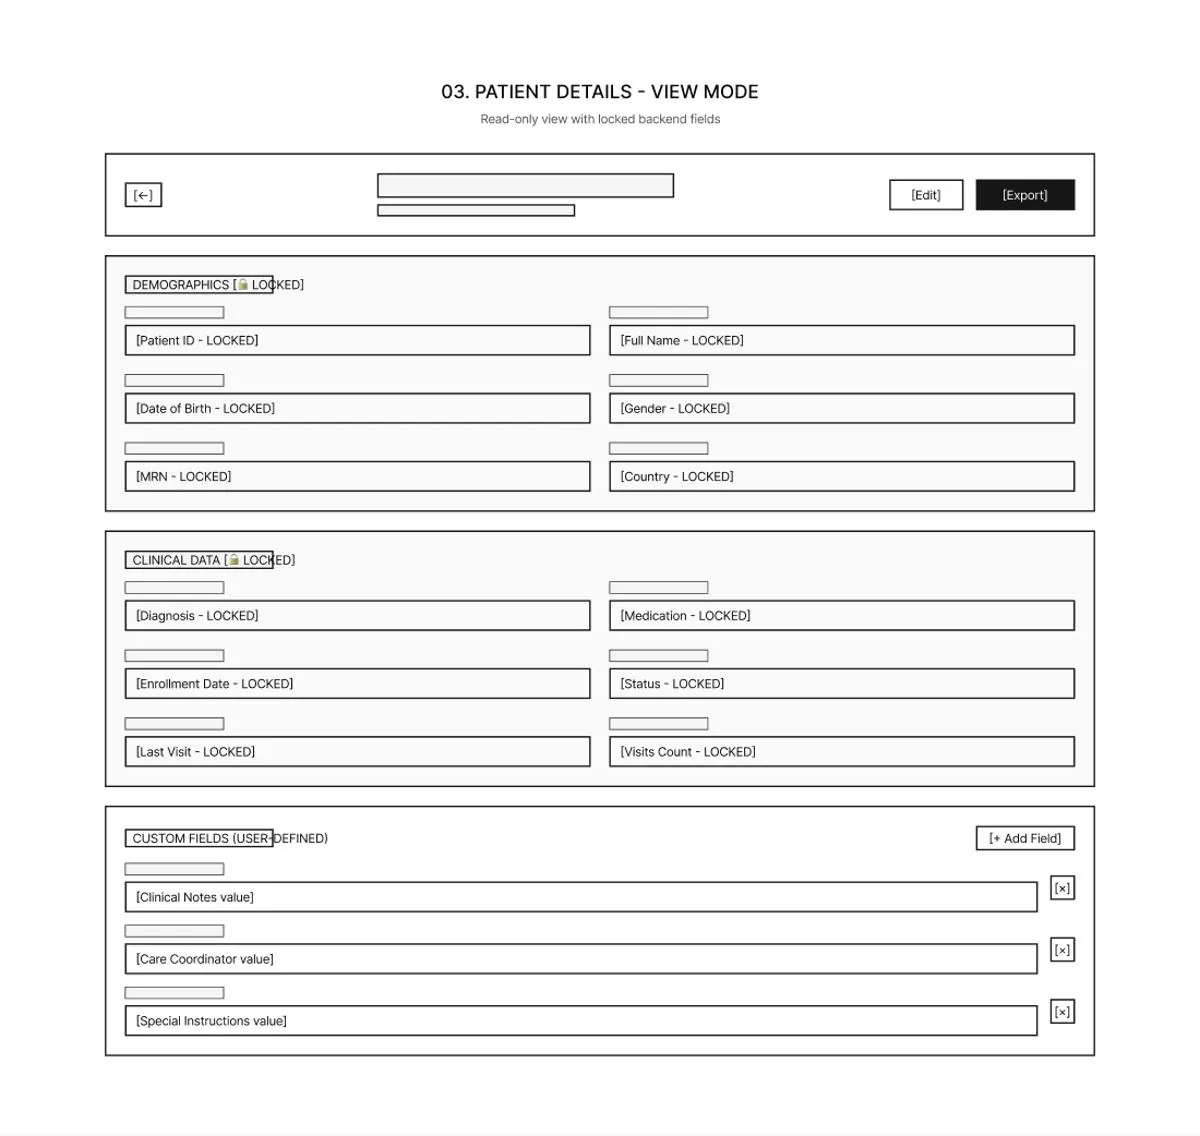 03. PATIENT DETAILS - VIEW MODE
Read-only view with locked backend fields
[←] [Edit] [Export]
DEMOGRAPHICS [🔒 LOCKED]
[Patient ID - LOCKED] [Full Name - LOCKED]
[Date of Birth - LOCKED] [Gender - LOCKED]
[MRN - LOCKED] [Country - LOCKED]
CLINICAL DATA [🔒 LOCKED]
[Diagnosis - LOCKED] [Medication - LOCKED]
[Enrollment Date - LOCKED] [Status - LOCKED]
[Last Visit - LOCKED] [Visits Count - LOCKED]
CUSTOM FIELDS (USER-DEFINED) [+ Add Field]
[Clinical Notes value] [×]
[Care Coordinator value] [×]
[Special Instructions value] [×]